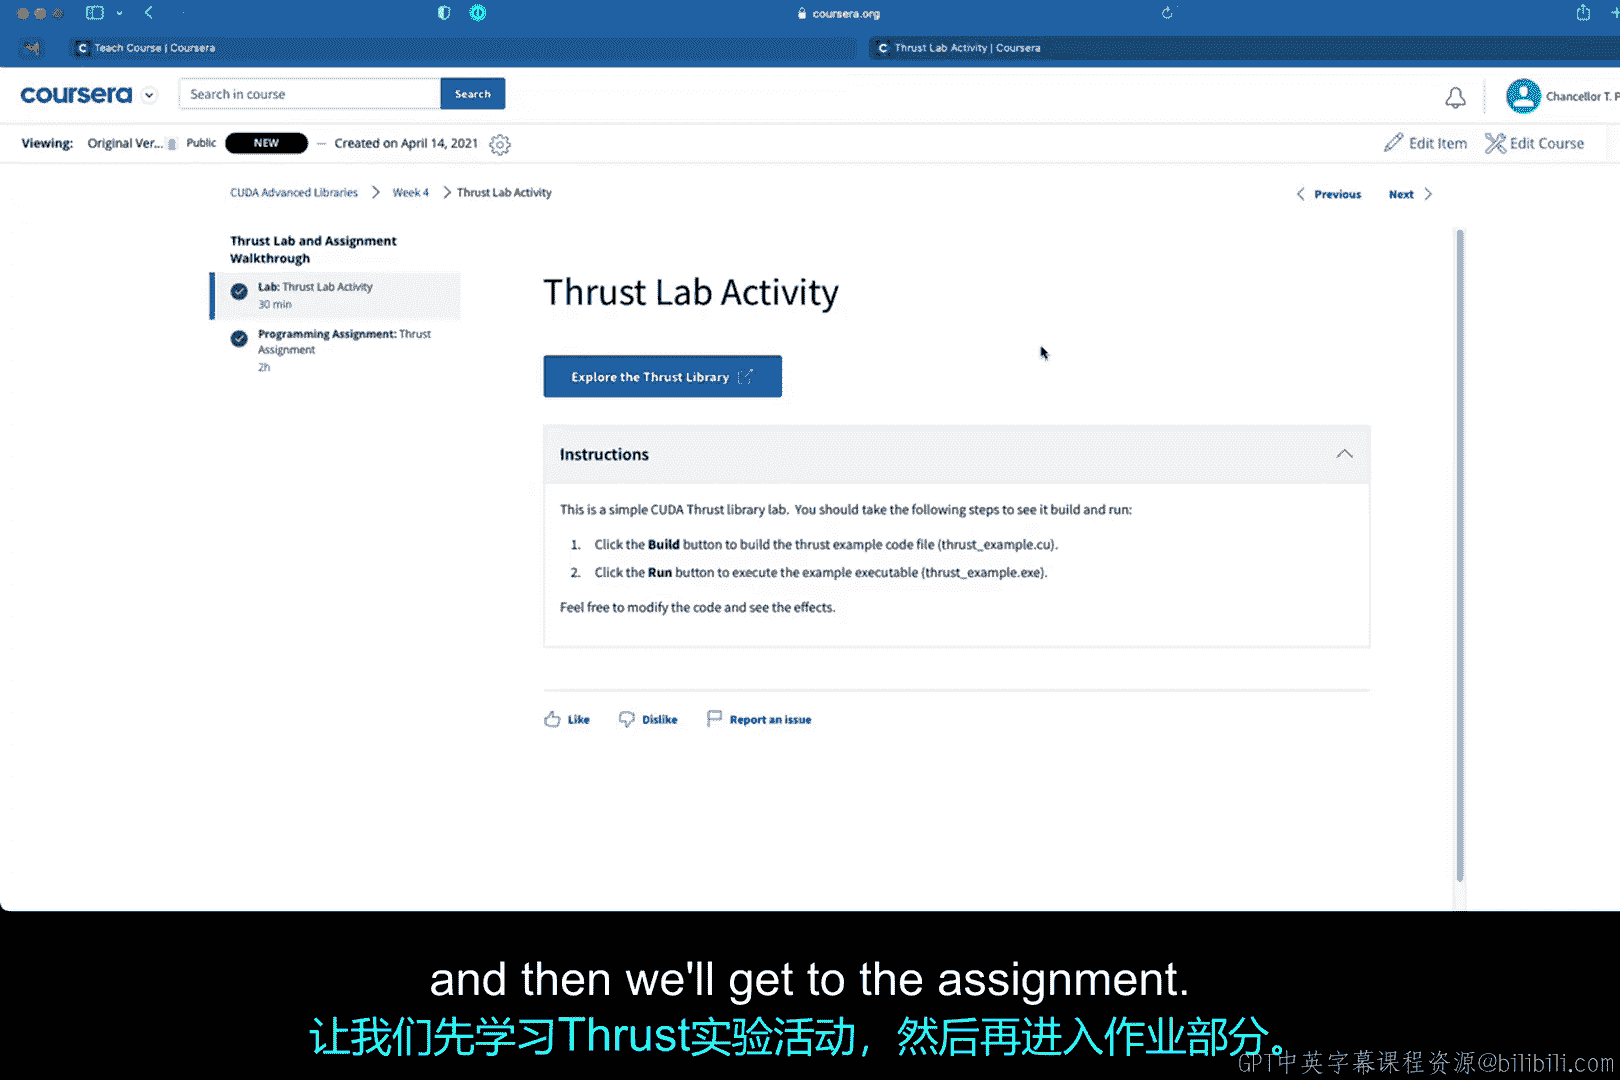 coursera.org
Teach Course | Coursera
Thrust Lab Activity | Coursera
coursera
Search in course
Search
Chancellor T. P
Viewing:
Original Ver...
Public
NEW
— Created on April 14, 2021
Edit Item
Edit Course
CUDA Advanced Libraries
Week 4
Thrust Lab Activity
Previous
Next
Thrust Lab and Assignment
Walkthrough
Lab: Thrust Lab Activity
30 min
Programming Assignment: Thrust
Assignment
2h
Thrust Lab Activity
Explore the Thrust Library
Instructions
This is a simple CUDA Thrust library lab. You should take the following steps to see it build and run:
1. Click the Build button to build the thrust example code file (thrust_example.cu).
2. Click the Run button to execute the example executable (thrust_example.exe).
Feel free to modify the code and see the effects.
Like
Dislike
Report an issue
and then we'll get to the assignment.
让我们先学习Thrust实验活动，然后再进入作业部分。
GPT中英字幕课程资源@bilibili.com